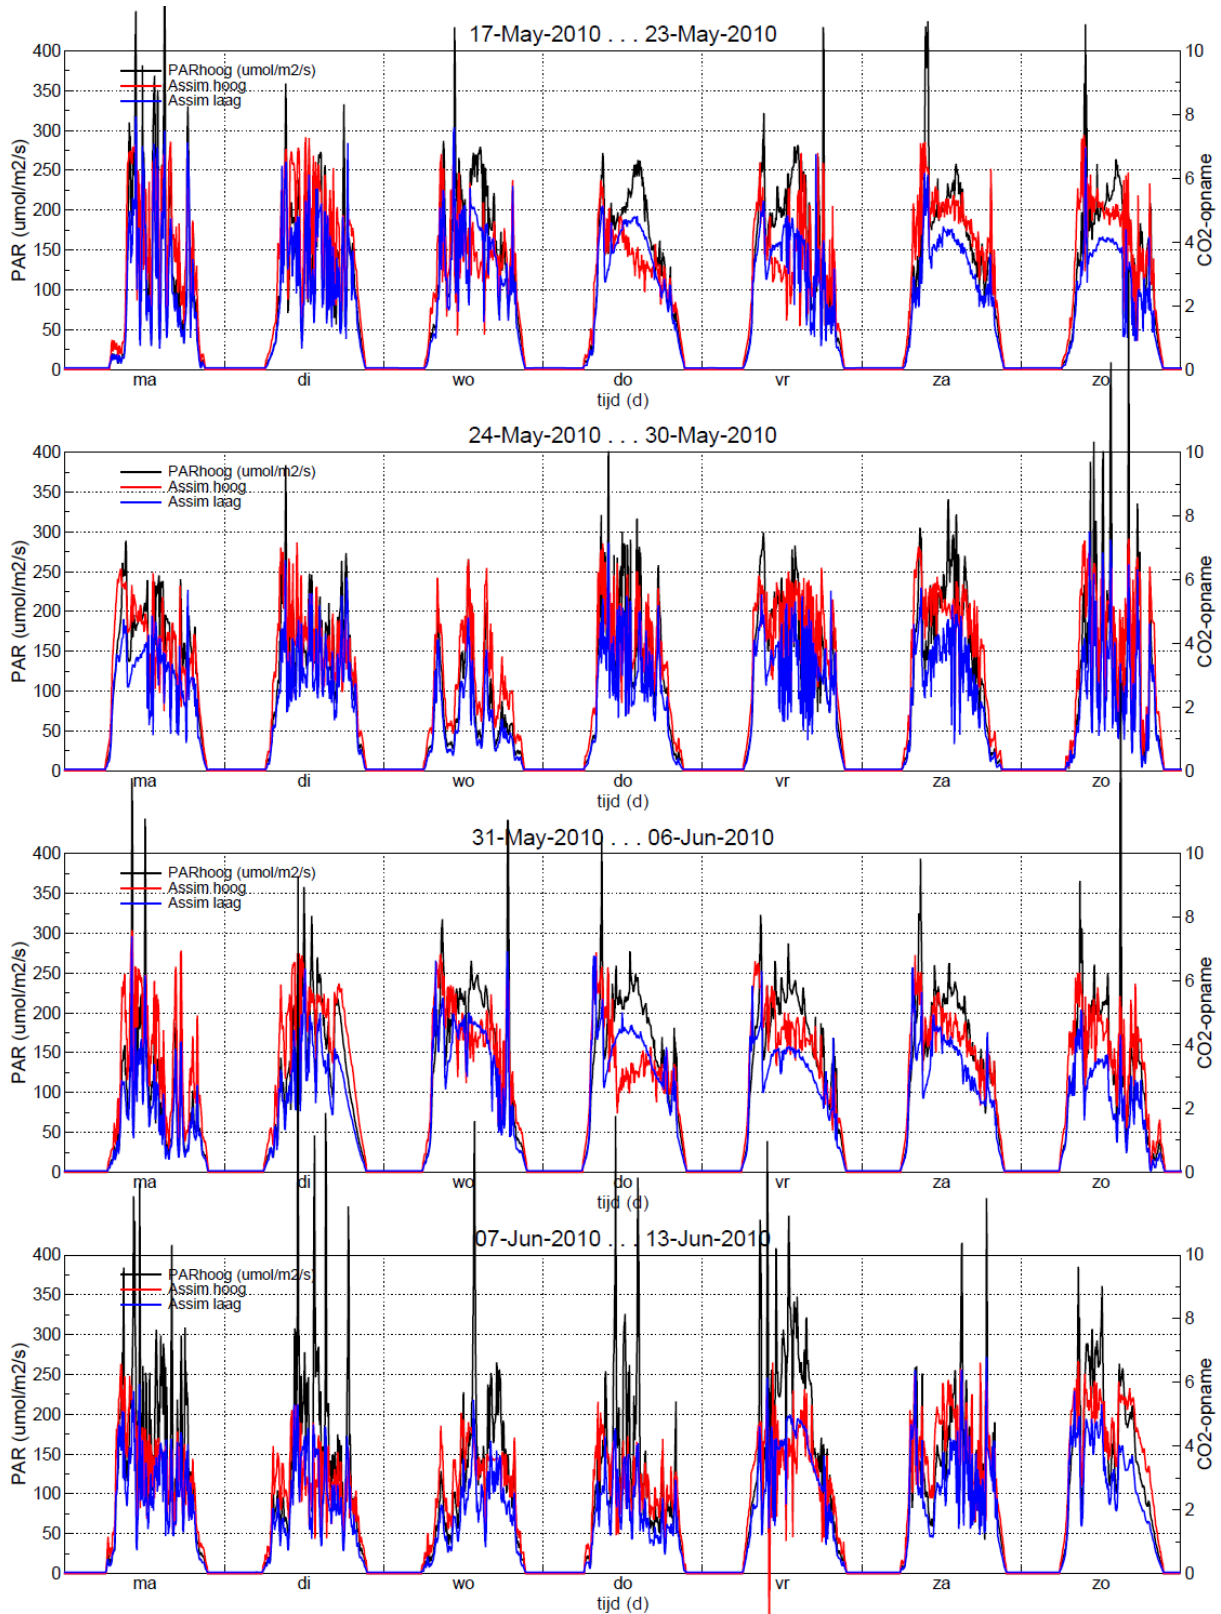 17-May-2010 . . . 23-May-2010
PARhoog (umol/m2/s)
Assim hoog
Assim laag
PAR (umol/m2/s)
400
350
300
250
200
150
100
50
0
10
8
6
4
2
0
CO2-opname
ma di wo do vr za zo
tijd (d)
24-May-2010 . . . 30-May-2010
PARhoog (umol/m2/s)
Assim hoog
Assim laag
PAR (umol/m2/s)
400
350
300
250
200
150
100
50
0
10
8
6
4
2
0
CO2-opname
ma di wo do vr za zo
tijd (d)
31-May-2010 . . . 06-Jun-2010
PARhoog (umol/m2/s)
Assim hoog
Assim laag
PAR (umol/m2/s)
400
350
300
250
200
150
100
50
0
10
8
6
4
2
0
CO2-opname
ma di wo do vr za zo
tijd (d)
07-Jun-2010 . . . 13-Jun-2010
PARhoog (umol/m2/s)
Assim hoog
Assim laag
PAR (umol/m2/s)
400
350
300
250
200
150
100
50
0
10
8
6
4
2
0
CO2-opname
ma di wo do vr za zo
tijd (d)